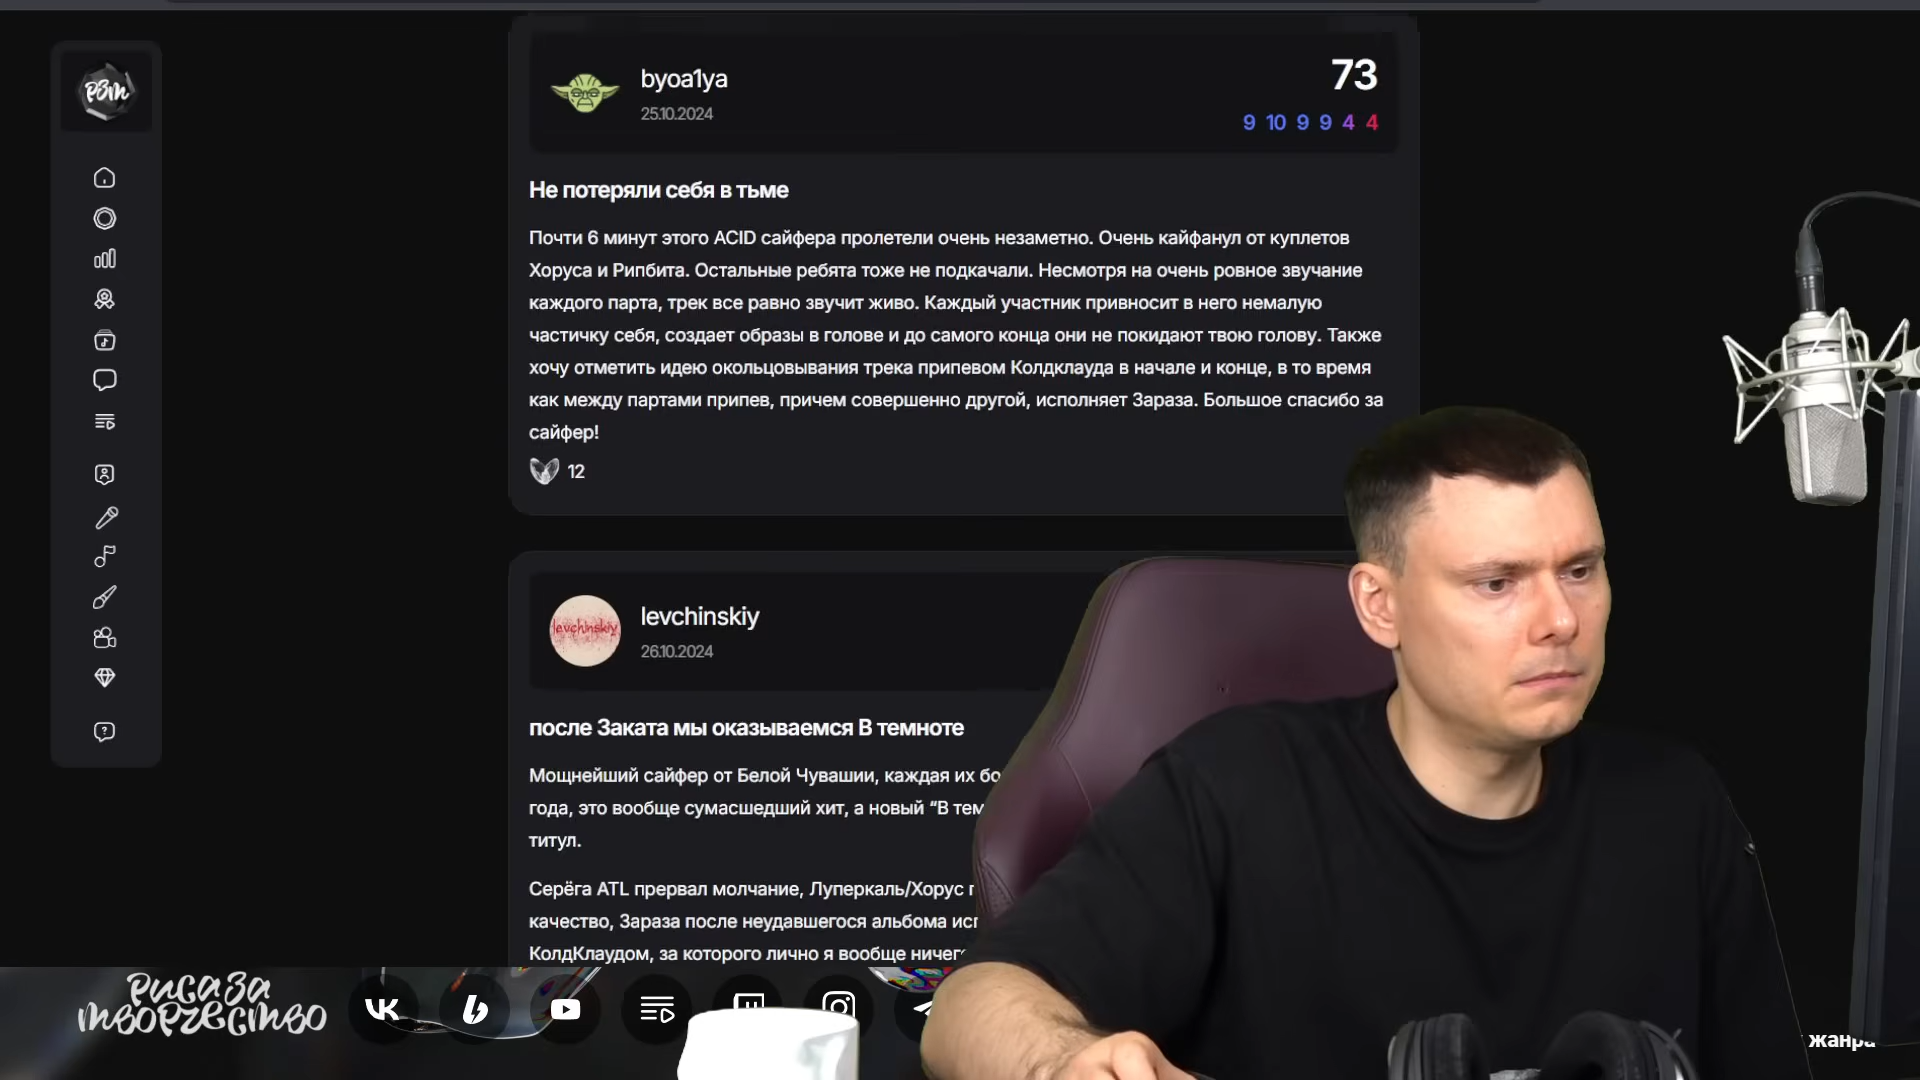 РЗТ
byoa1ya
73
25.10.2024
9 10 9 9 4 4
Не потеряли себя в тьме
Почти 6 минут этого ACID сайфера пролетели очень незаметно. Очень кайфанул от куплетов
Хоруса и Рипбита. Остальные ребята тоже не подкачали. Несмотря на очень ровное звучание
каждого парта, трек все равно звучит живо. Каждый участник привносит в него немалую
частичку себя, создает образы в голове и до самого конца они не покидают твою голову. Также
хочу отметить идею окольцовывания трека припевом Колдклауда в начале и конце, в то время
как между партами припев, причем совершенно другой, исполняет Зараза. Большое спасибо за
сайфер!
12
levchinskiy
levchinskiy
26.10.2024
после Заката мы оказываемся В темноте
Мощнейший сайфер от Белой Чувашии, каждая их
года, это вообще сумасшедший хит, а новый “В
титул.
Серёга ATL прервал молчание, Луперкаль/Хорус
качество, Зараза после неудавшегося альбома
КолдКлаудом, за которого лично я вообще
риса за
творчество
жанра